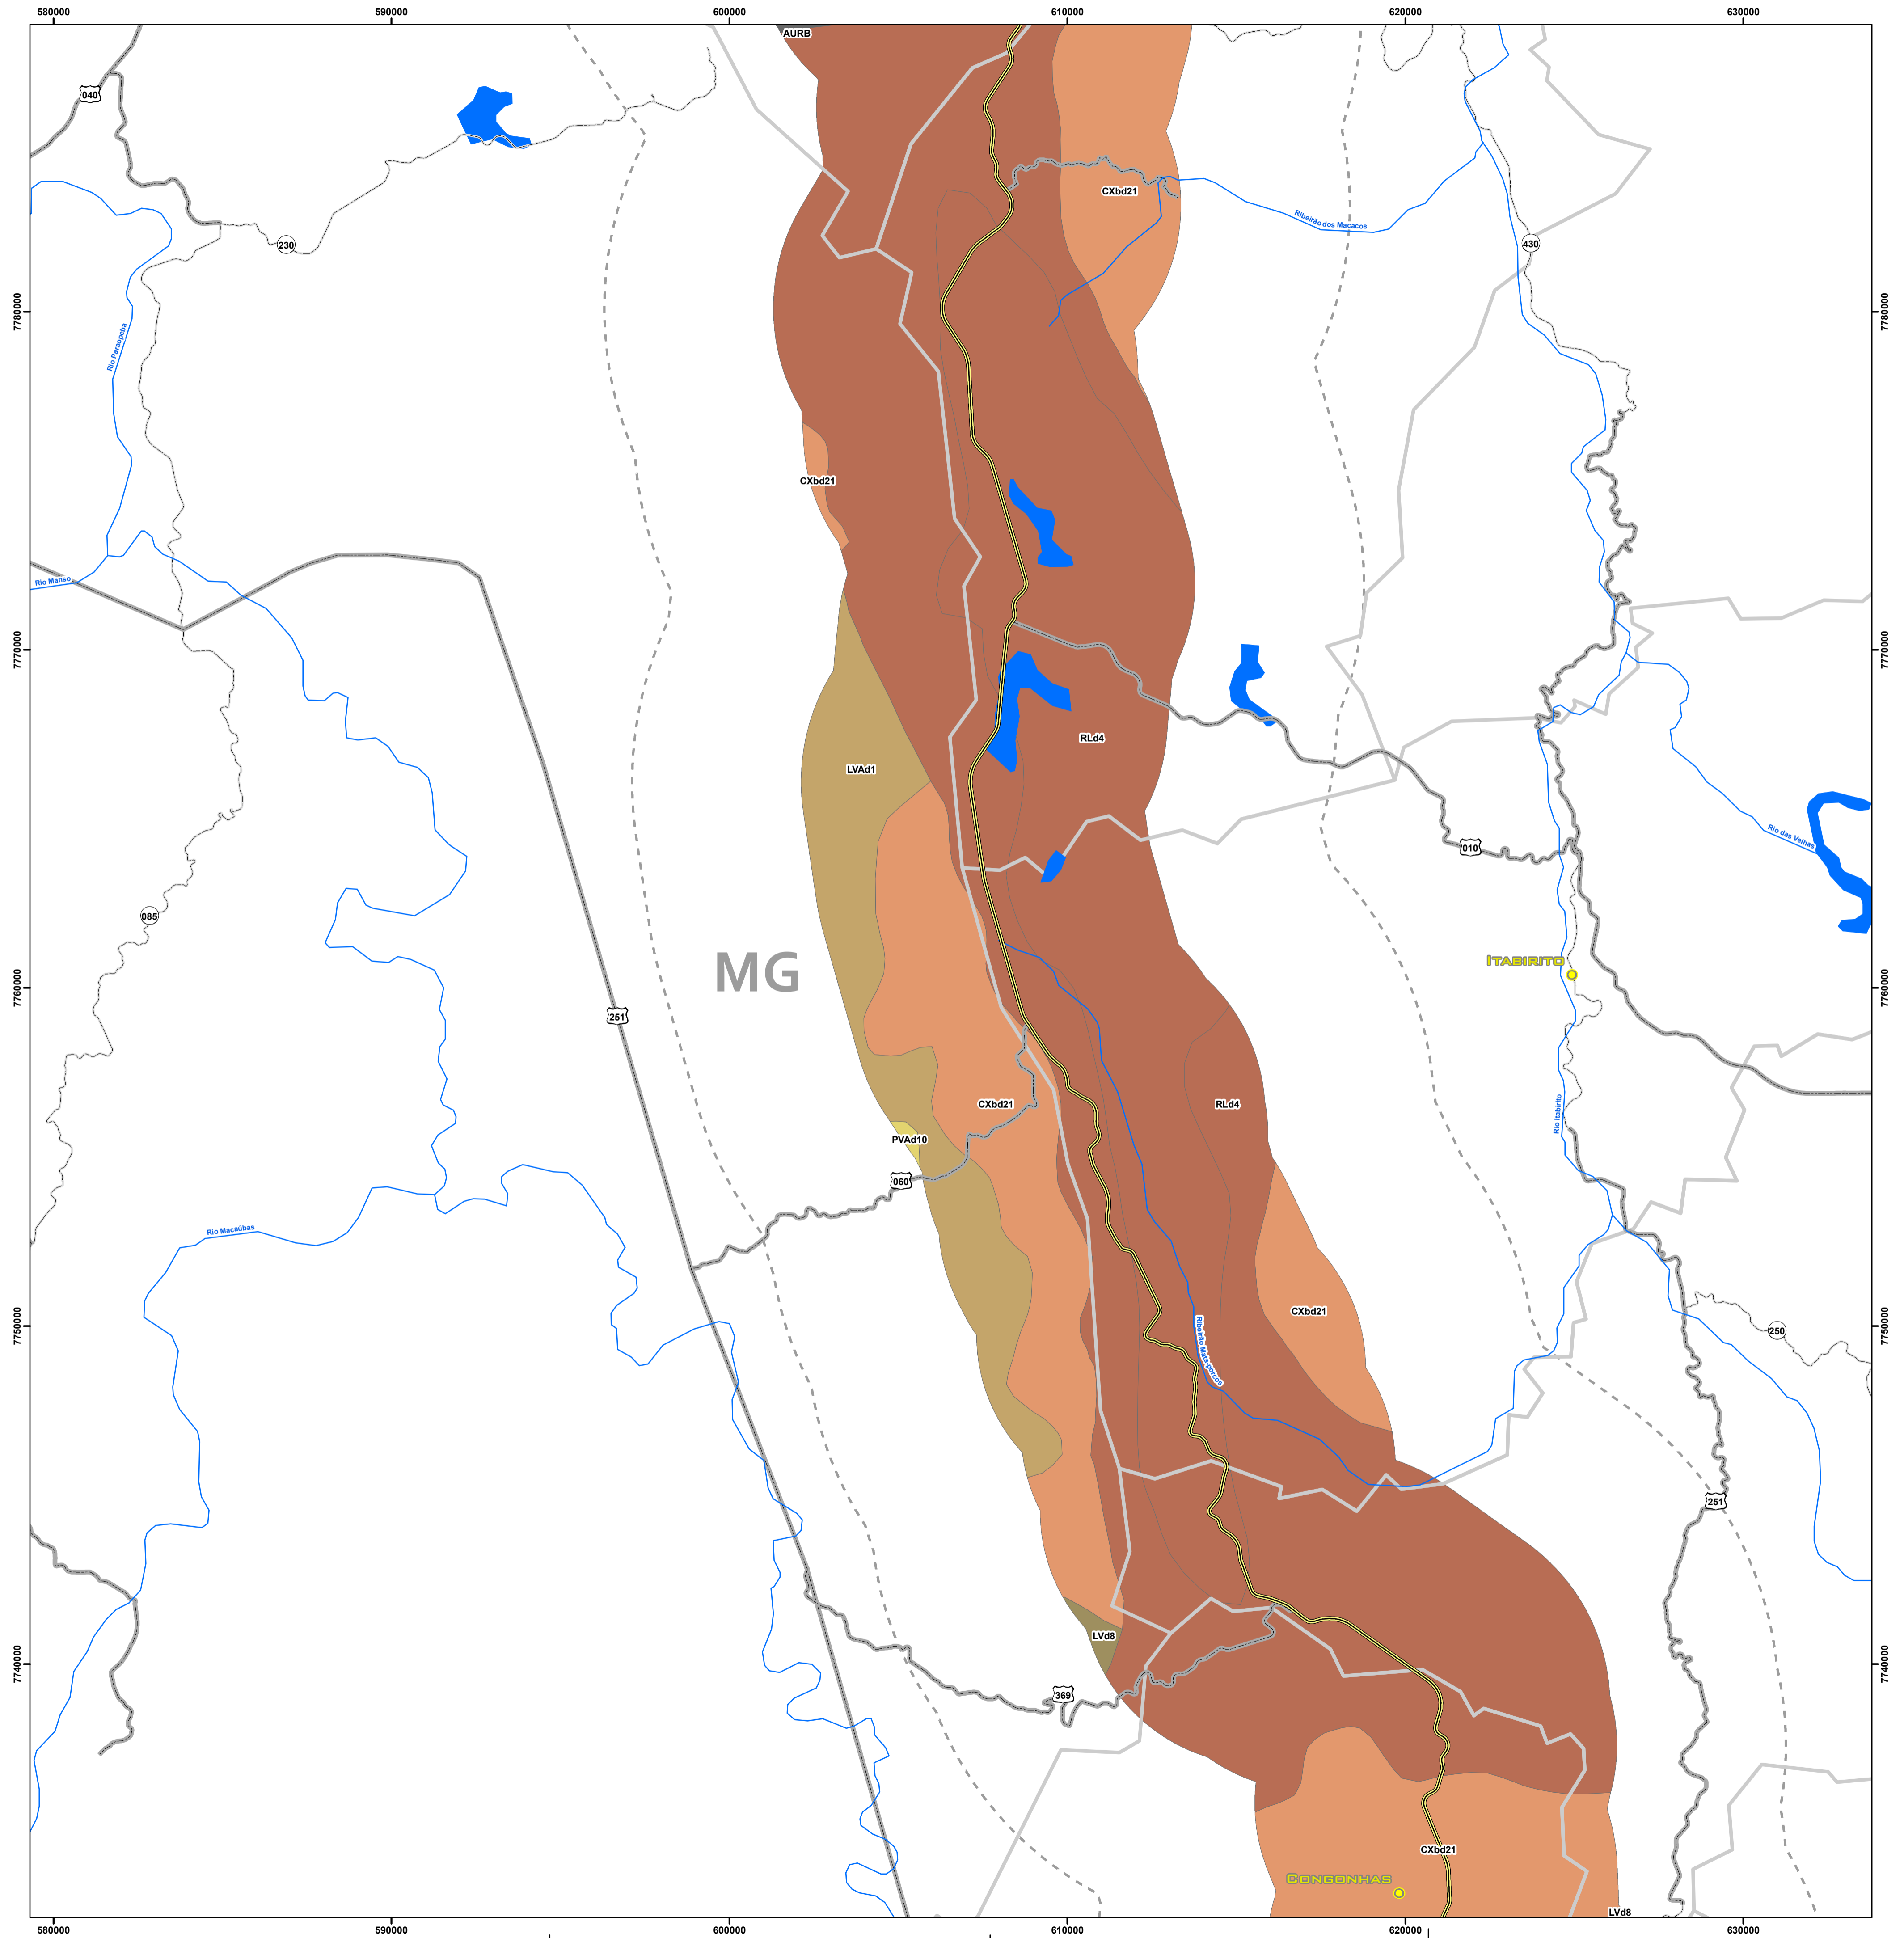 580000
590000
600000
610000
620000
630000
AURB
040
CXbd21
Ribeirão dos Macacos
230
430
7780000
7780000
Rio Paraopeba
CXbd21
Rio Manso
7770000
7770000
RLd4
LVAd1
010
Rio das Velhas
085
MG
ITABIRITO
7760000
7760000
251
CXbd21
RLd4
Rio Itabirito
PVAd10
060
Rio Macaúbas
CXbd21
7750000
7750000
250
Ribeirão Mata-porcos
251
LVd8
7740000
7740000
369
CXbd21
CONGONHAS
LVd8
580000
590000
600000
610000
620000
630000